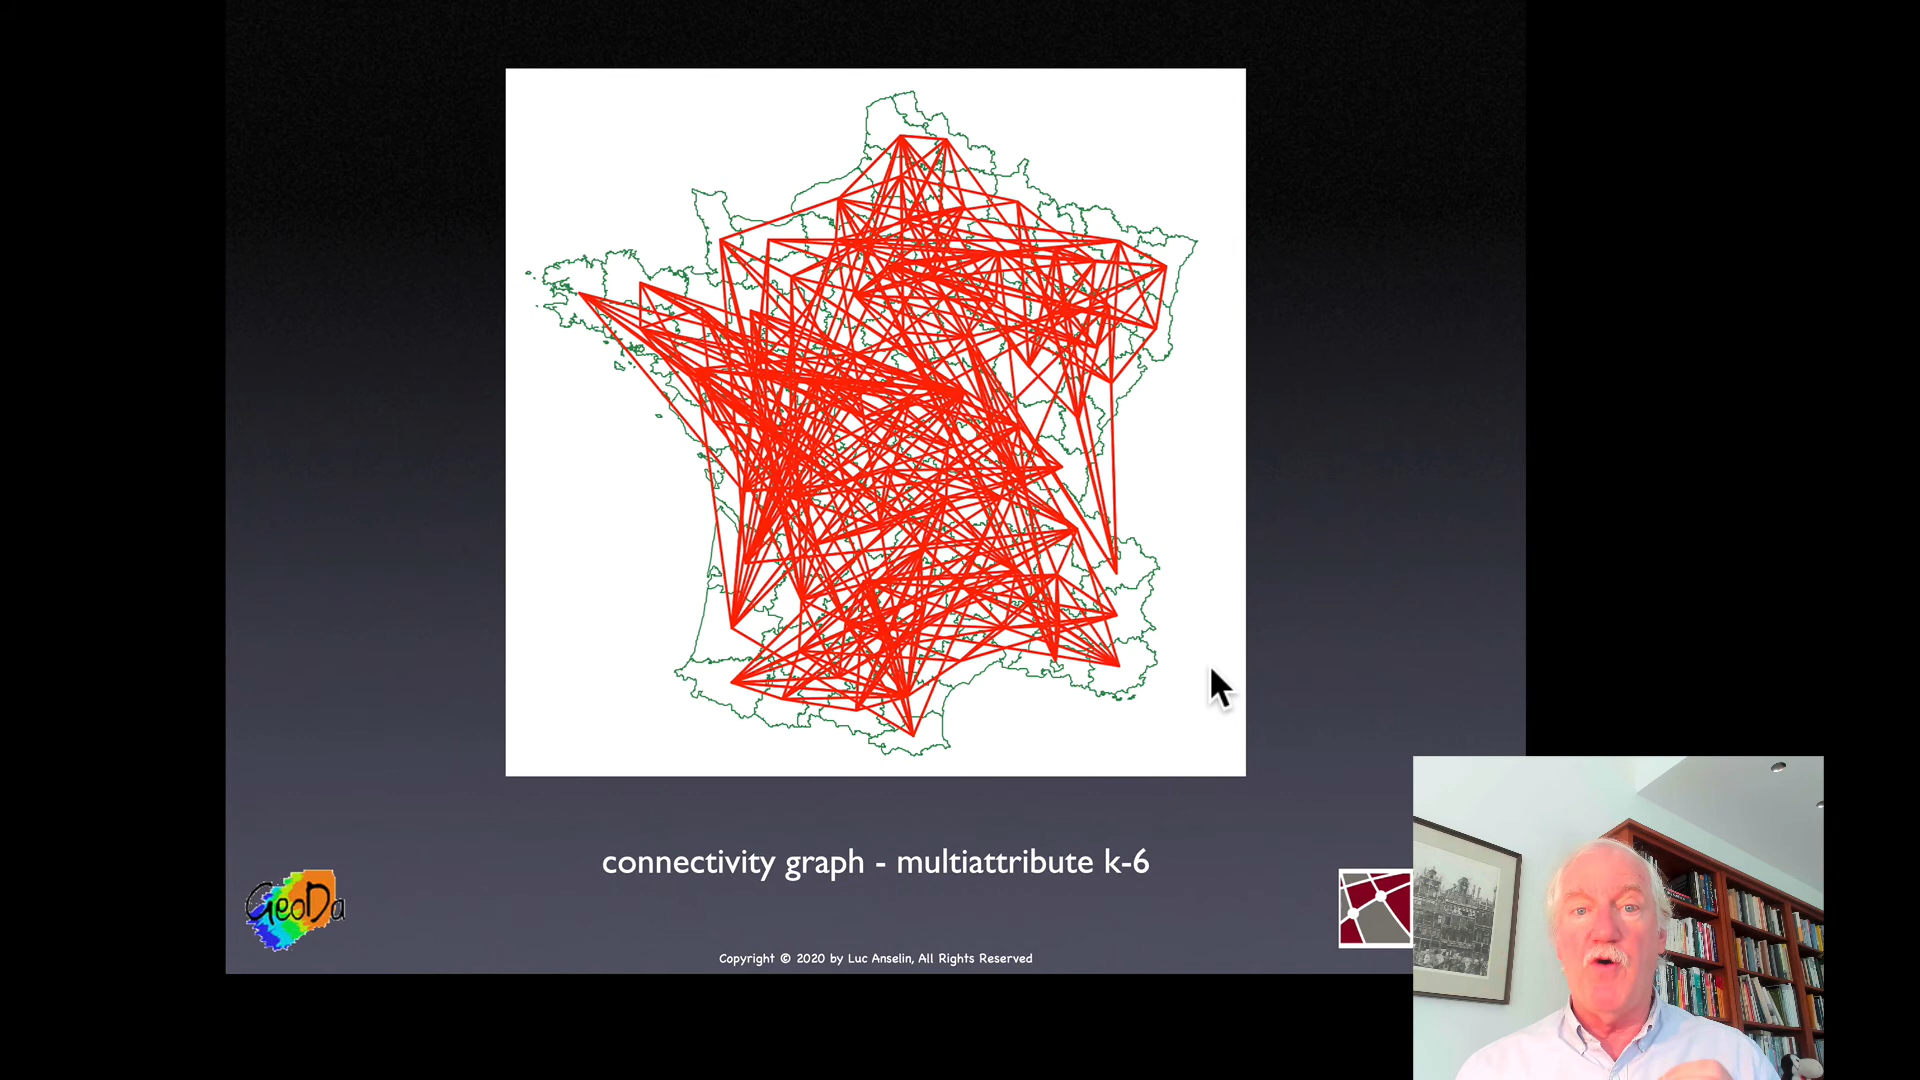 connectivity graph - multiattribute k-6
GeoDa
Copyright © 2020 by Luc Anselin, All Rights Reserved